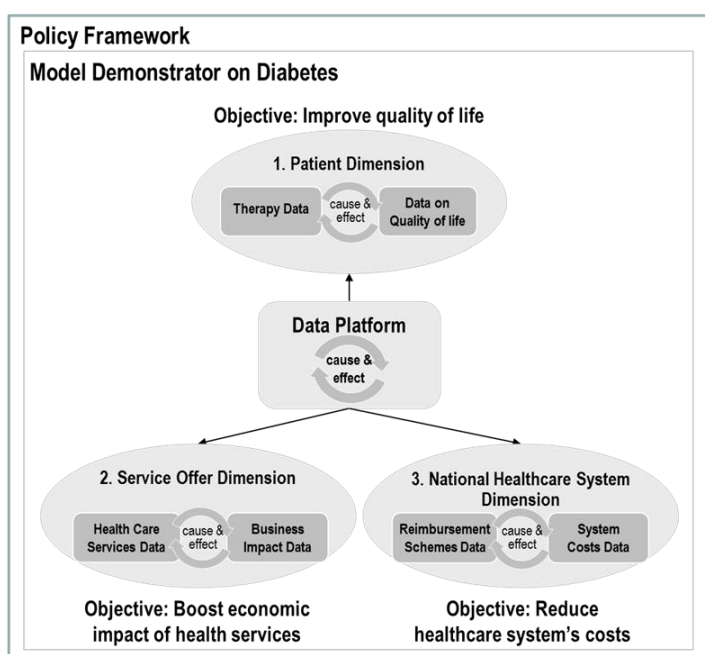 Policy Framework
Model Demonstrator on Diabetes
Objective: Improve quality of life
1. Patient Dimension
Therapy Data
cause &
effect
Data on
Quality of life
Data Platform
cause &
effect
2. Service Offer Dimension
Health Care
Services Data
cause &
effect
Business
Impact Data
Objective: Boost economic
impact of health services
3. National Healthcare System
Dimension
Reimbursement
Schemes Data
cause &
effect
System
Costs Data
Objective: Reduce
healthcare system's costs